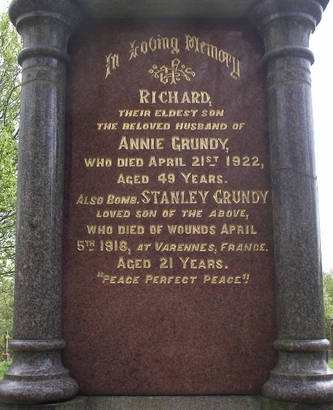 In Loving Memory
RICHARD,
THEIR ELDEST SON
THE BELOVED HUSBAND OF
ANNIE GRUNDY,
WHO DIED APRIL 21ST 1922,
AGED 49 YEARS.
ALSO BOMB. STANLEY GRUNDY
LOVED SON OF THE ABOVE,
WHO DIED OF WOUNDS APRIL
5TH 1918, AT VARENNES, FRANCE.
AGED 21 YEARS.
"PEACE PERFECT PEACE".